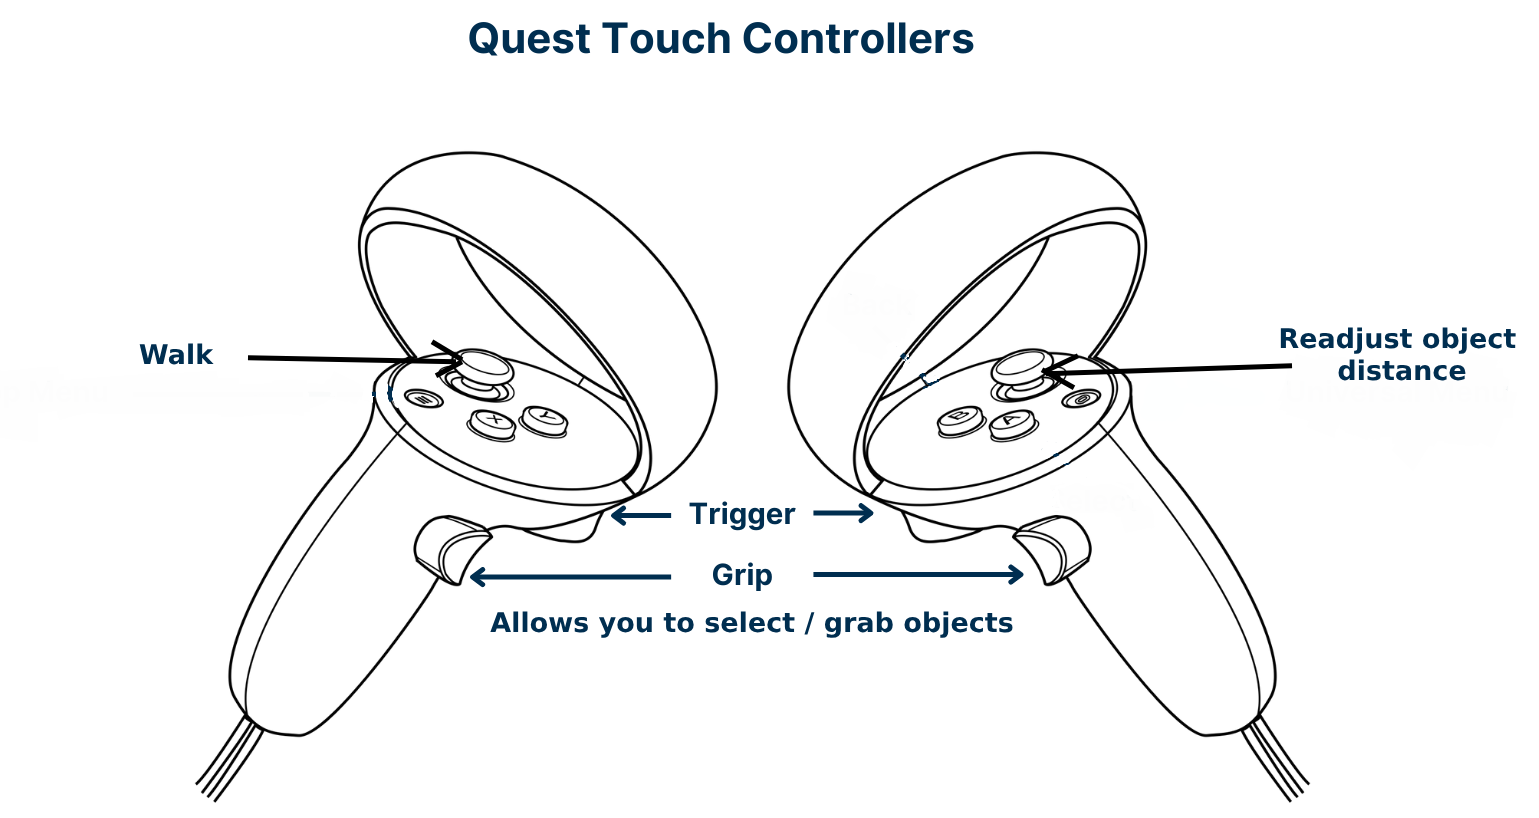 Quest Touch Controllers
Walk
Readjust object
distance
X
Y
B
A
Trigger
Grip
Allows you to select / grab objects